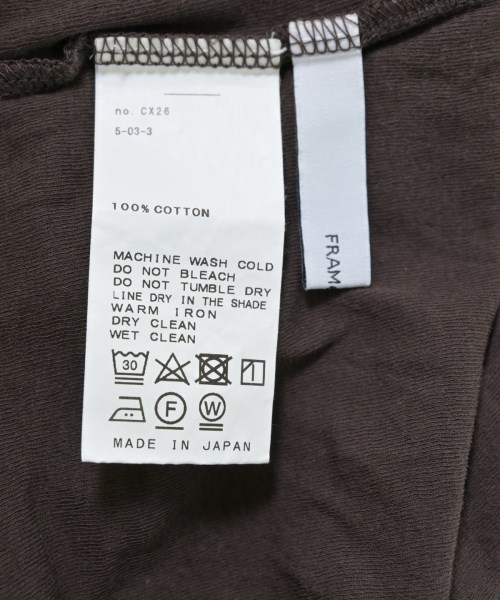 no. CX26
5-03-3
100% COTTON
MACHINE WASH COLD
DO NOT BLEACH
DO NOT TUMBLE DRY
LINE DRY IN THE SHADE
WARM IRON
DRY CLEAN
WET CLEAN
30
F
W
MADE IN JAPAN